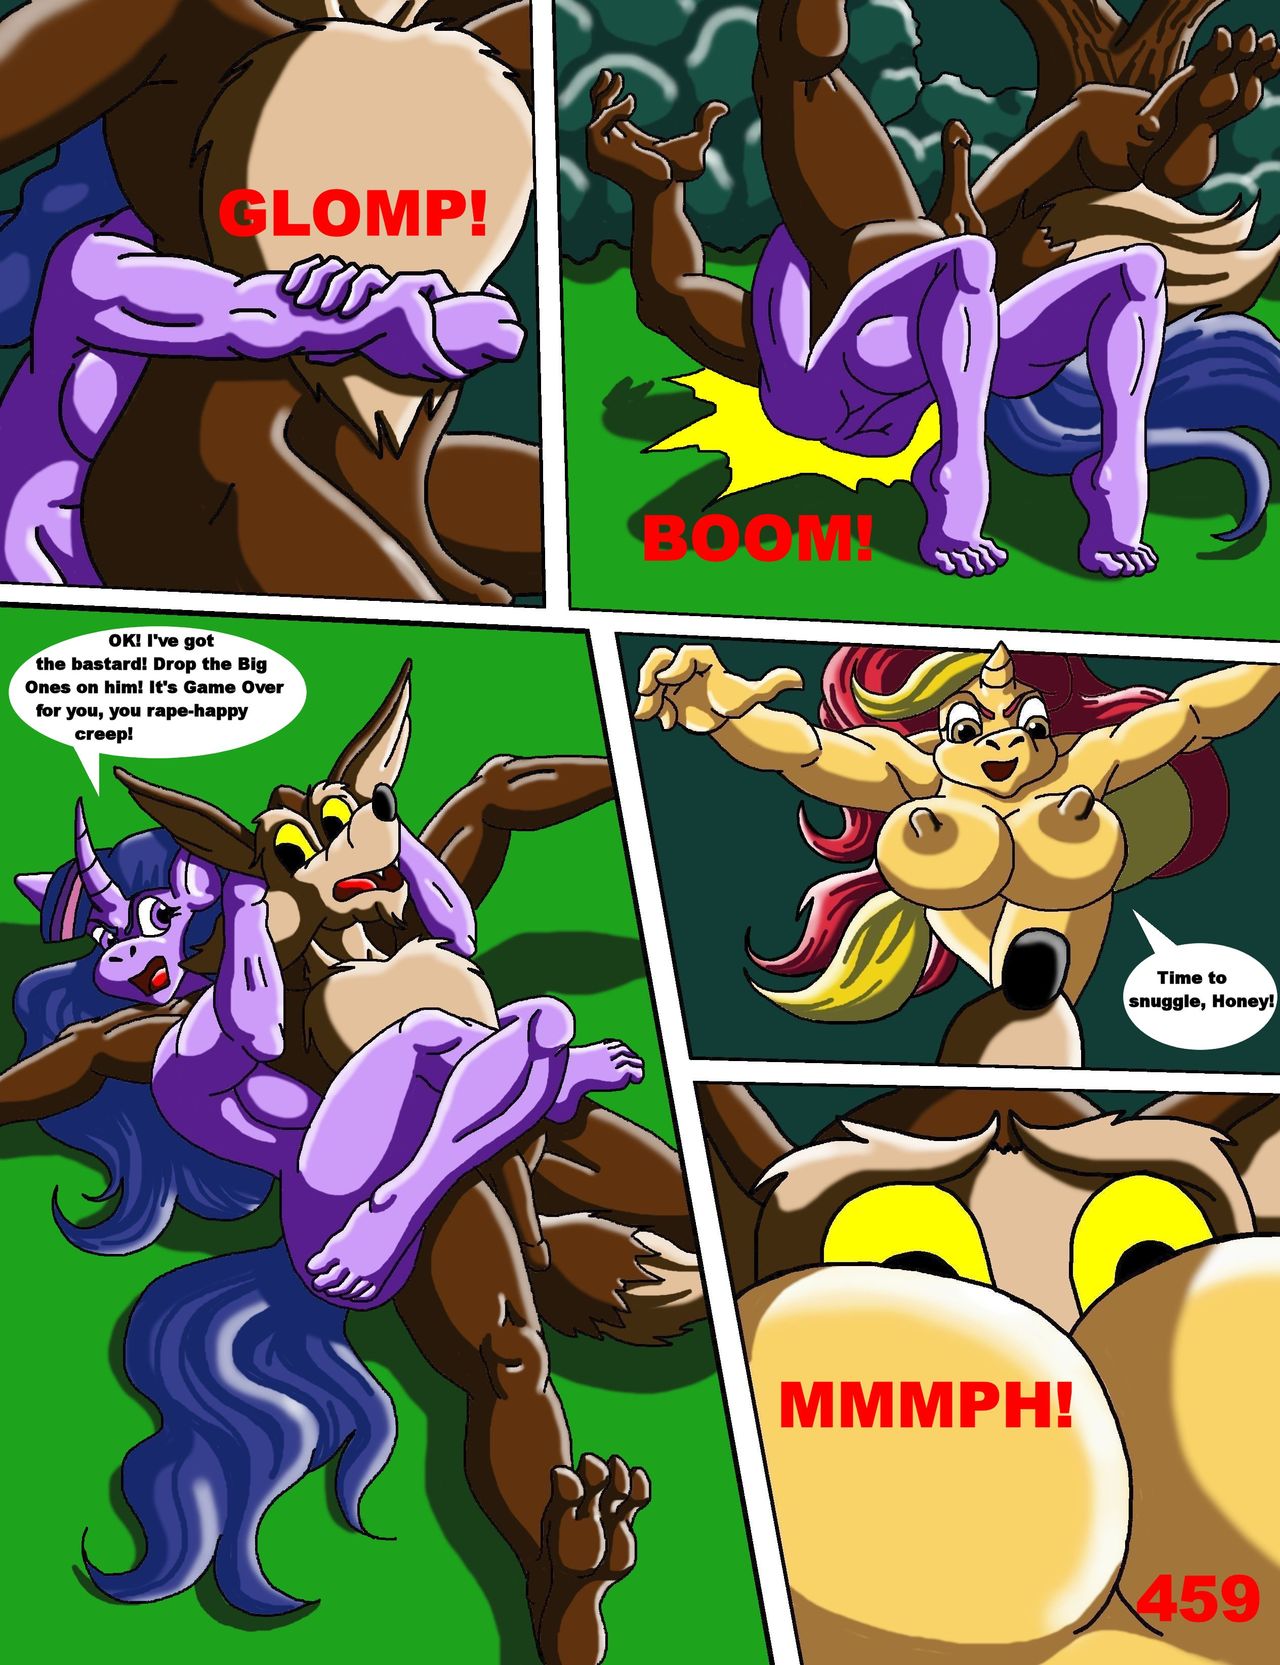 GLOMP!
BOOM!
OK! I've got
the bastard! Drop the Big
Ones on him! It's Game Over
for you, you rape-happy
creep!
Time to
snuggle, Honey!
MMMPH!
459